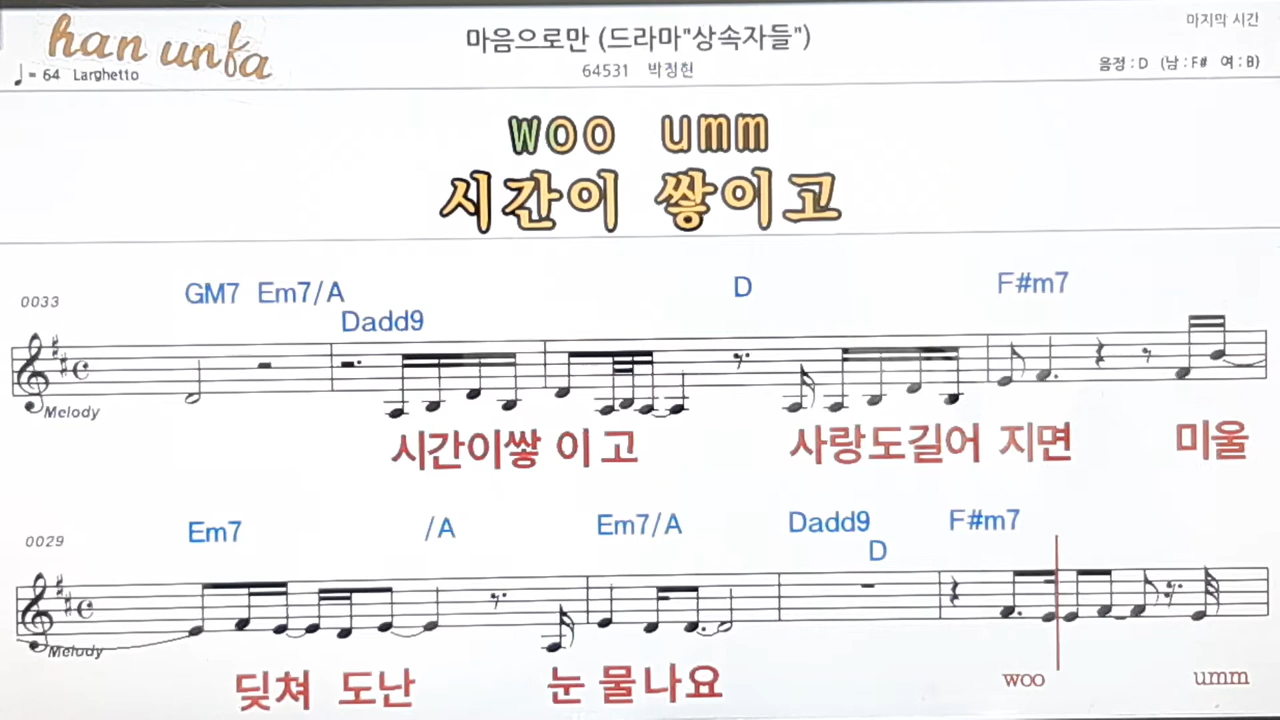 han unfa
마음으로만 (드라마"상속자들")
마지막 시간
♩= 64 Larghetto
64531 박정현
음정 : D (남 : F# 여 : B)
woo umm
시간이 쌓이고
0033
GM7 Em7/A Dadd9 D F#m7
Melody
시간이쌓 이 고 사랑도길어 지면 미울
0029
Em7 /A Em7/A Dadd9 D F#m7
Melody
딪쳐 도난 눈 물나요 woo umm